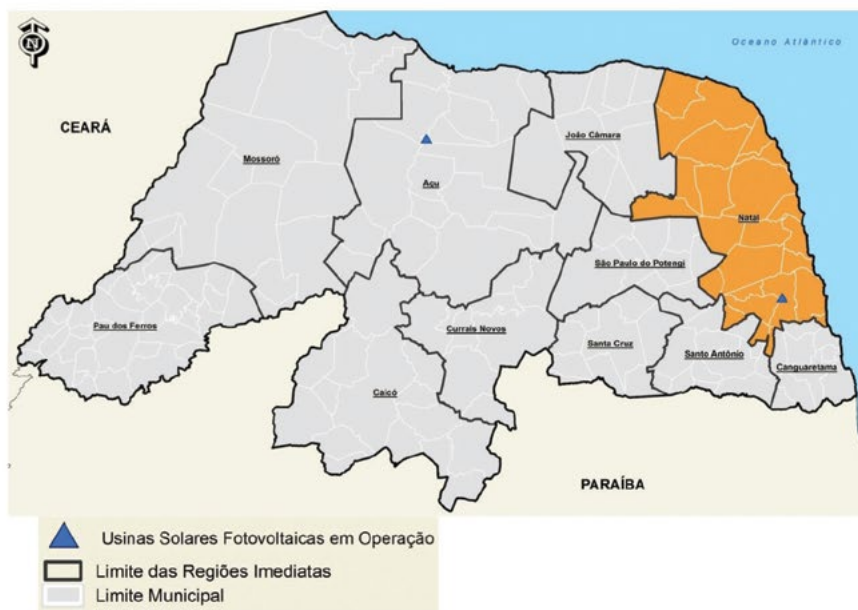 N
Oceano Atlântico
CEARÁ
João Câmara
Mossoró
Açu
Natal
São Paulo do Potengi
Pau dos Ferros
Currais Novos
Santa Cruz
Santo Antônio
Canguaretama
Caicó
PARAÍBA
Usinas Solares Fotovoltaicas em Operação
Limite das Regiões Imediatas
Limite Municipal